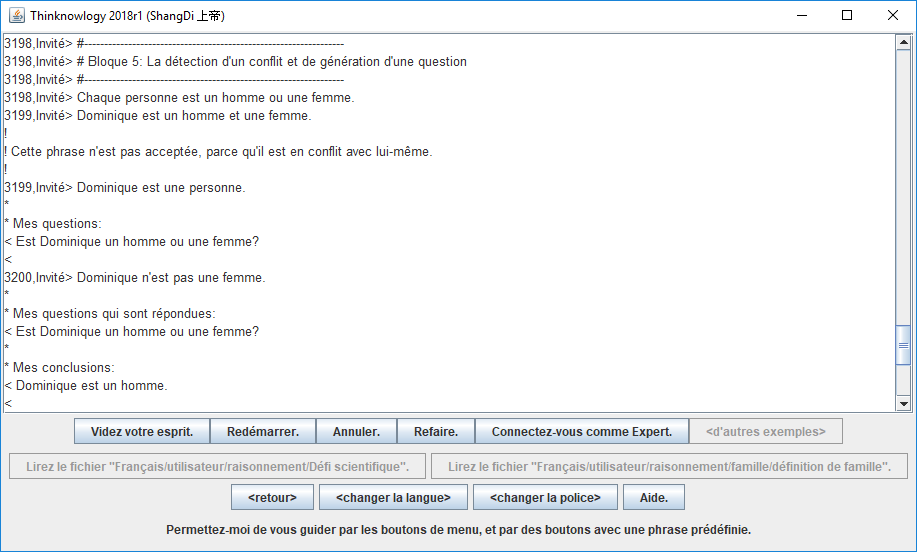 Thinknowlogy 2018r1 (ShangDi 上帝)
3198,Invité> #-----------------------------------------------------------------
3198,Invité> # Bloque 5: La détection d'un conflit et de génération d'une question
3198,Invité> #-----------------------------------------------------------------
3198,Invité> Chaque personne est un homme ou une femme.
3199,Invité> Dominique est un homme et une femme.
!
! Cette phrase n'est pas acceptée, parce qu'il est en conflit avec lui-même.
!
3199,Invité> Dominique est une personne.
*
* Mes questions:
< Est Dominique un homme ou une femme?
<
3200,Invité> Dominique n'est pas une femme.
*
* Mes questions qui sont répondues:
< Est Dominique un homme ou une femme?
*
* Mes conclusions:
< Dominique est un homme.
<
Videz votre esprit. Redémarrer. Annuler. Refaire. Connectez-vous comme Expert. <d'autres exemples>
Lirez le fichier "Français/utilisateur/raisonnement/Défi scientifique". Lirez le fichier "Français/utilisateur/raisonnement/famille/définition de famille".
<retour> <changer la langue> <changer la police> Aide.
Permettez-moi de vous guider par les boutons de menu, et par des boutons avec une phrase prédéfinie.